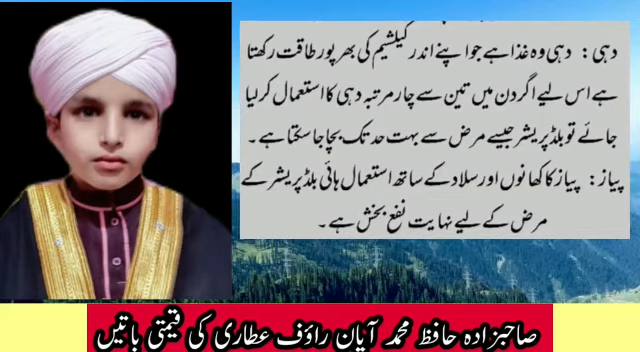 دہی: دہی وہ غذا ہے جو اپنے اندر کیلشیم کی بھرپور طاقت رکھتا
ہے اس لیے اگر دن میں تین سے چار مرتبہ دہی کا استعمال کر لیا
جائے تو بلڈ پریشر جیسے مرض سے بہت حد تک بچا جا سکتا ہے۔
پیاز: پیاز کا کھانوں اور سلاد کے ساتھ استعمال ہائی بلڈ پریشر کے
مرض کے لیے نہایت نفع بخش ہے۔
صاحبزادہ حافظ محمد آیان راؤف عطاری کی قیمتی باتیں